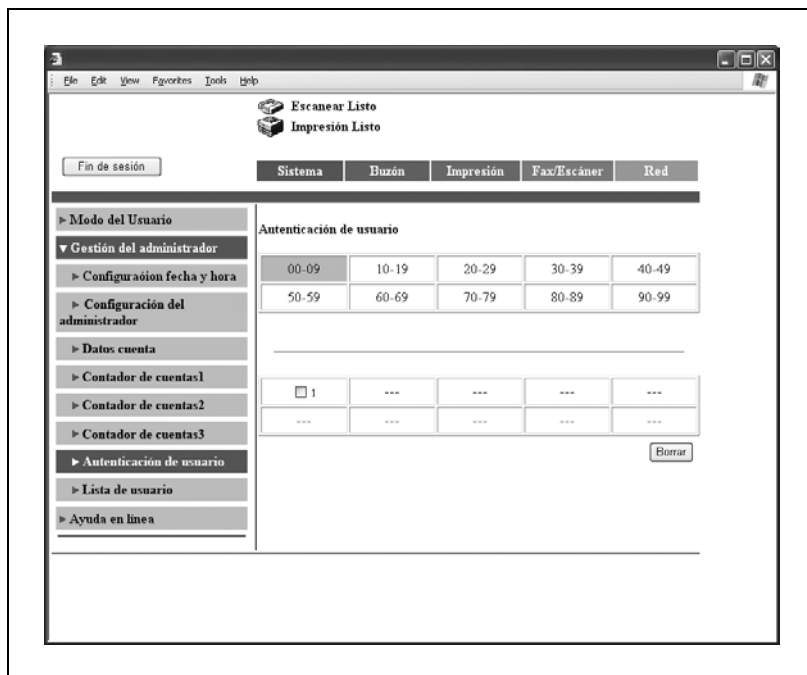 File Edit View Favorites Tools Help
Escanear Listo
Impresión Listo
Fin de sesión
Sistema Buzón Impresión Fax/Escáner Red
Modo del Usuario
Gestión del administrador
Configuraóion fecha y hora
Configuración del
administrador
Datos cuenta
Contador de cuentas1
Contador de cuentas2
Contador de cuentas3
Autenticación de usuario
Lista de usuario
Ayuda en línea
Autenticación de usuario
00-09 10-19 20-29 30-39 40-49
50-59 60-69 70-79 80-89 90-99
1 --- --- --- ---
--- --- --- --- ---
Borrar